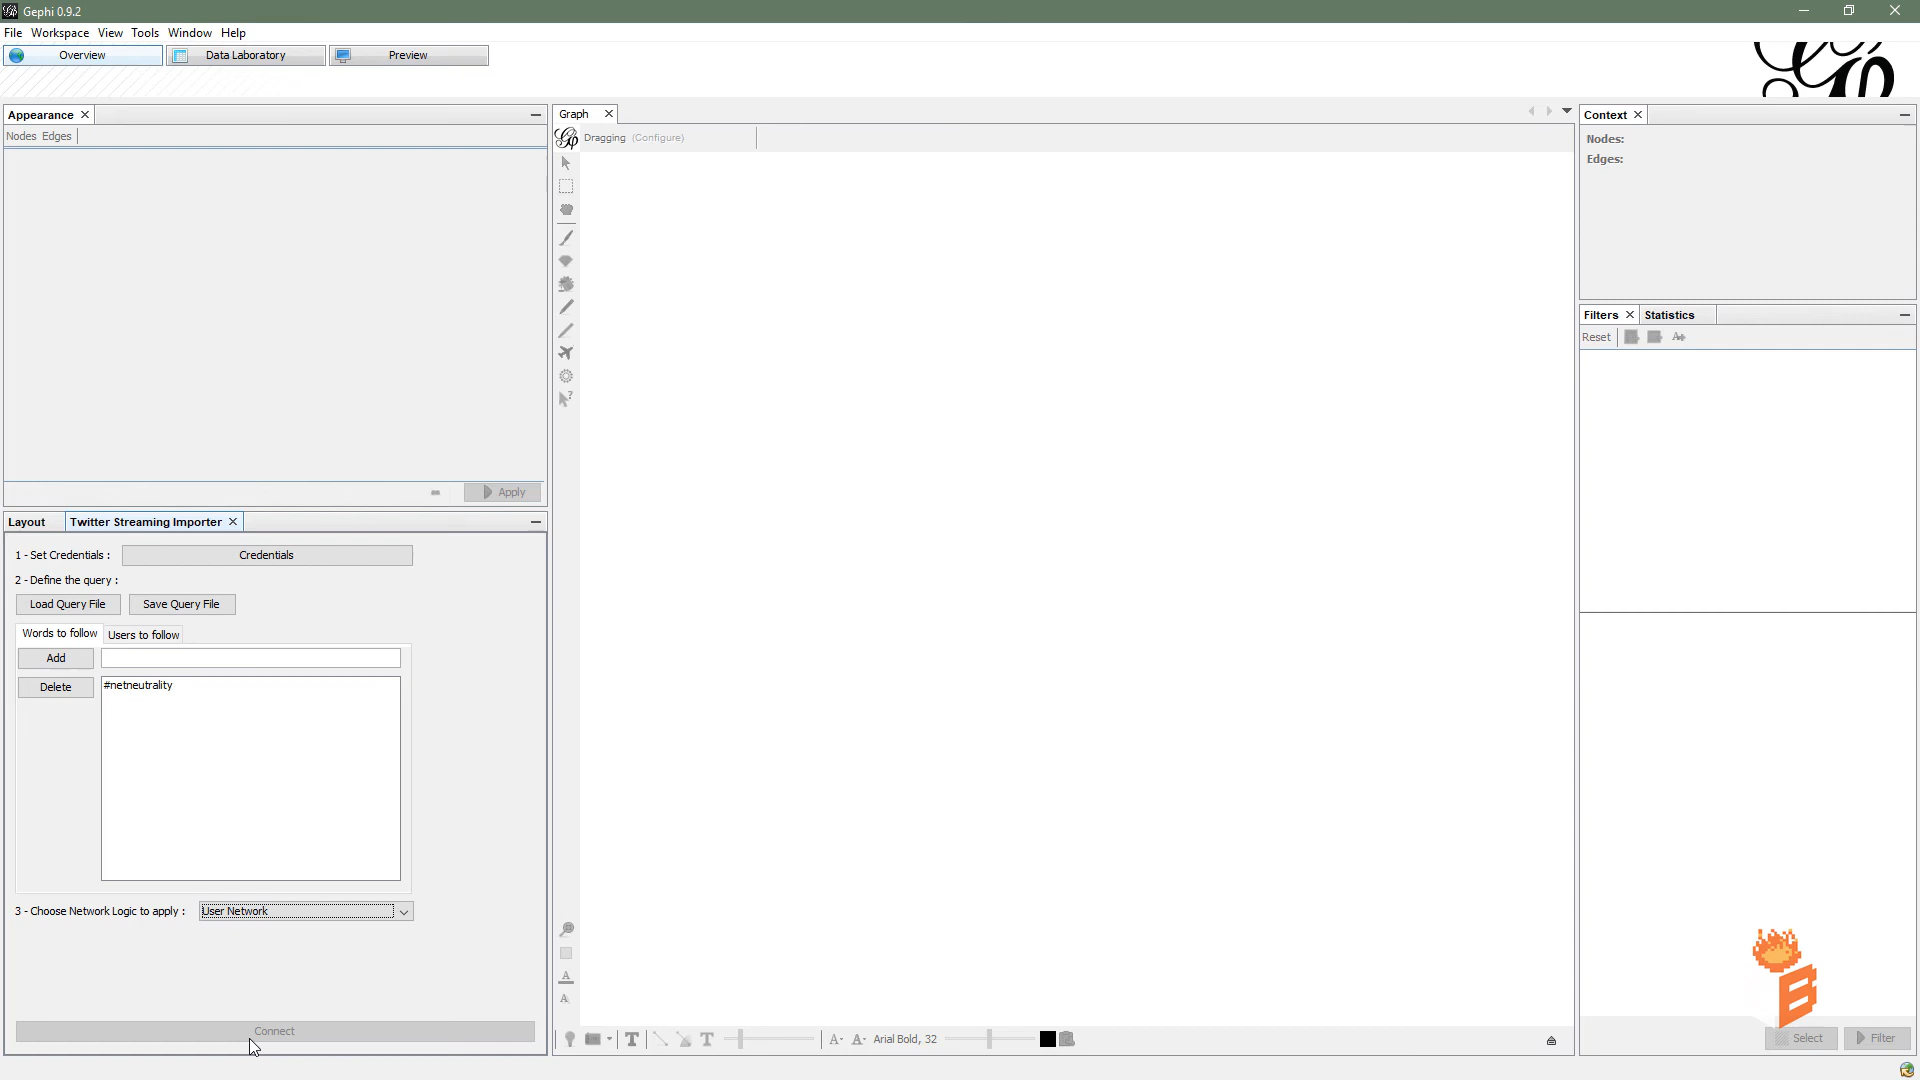 Gephi 0.9.2
File Workspace View Tools Window Help
Overview Data Laboratory Preview
Appearance
Nodes Edges
Apply
Layout Twitter Streaming Importer
1 - Set Credentials : Credentials
2 - Define the query :
Load Query File Save Query File
Words to follow Users to follow
Add
Delete #netneutrality
3 - Choose Network Logic to apply : User Network
Connect
Graph
Dragging (Configure)
Arial Bold, 32
Context
Nodes:
Edges:
Filters Statistics
Reset
Select Filter